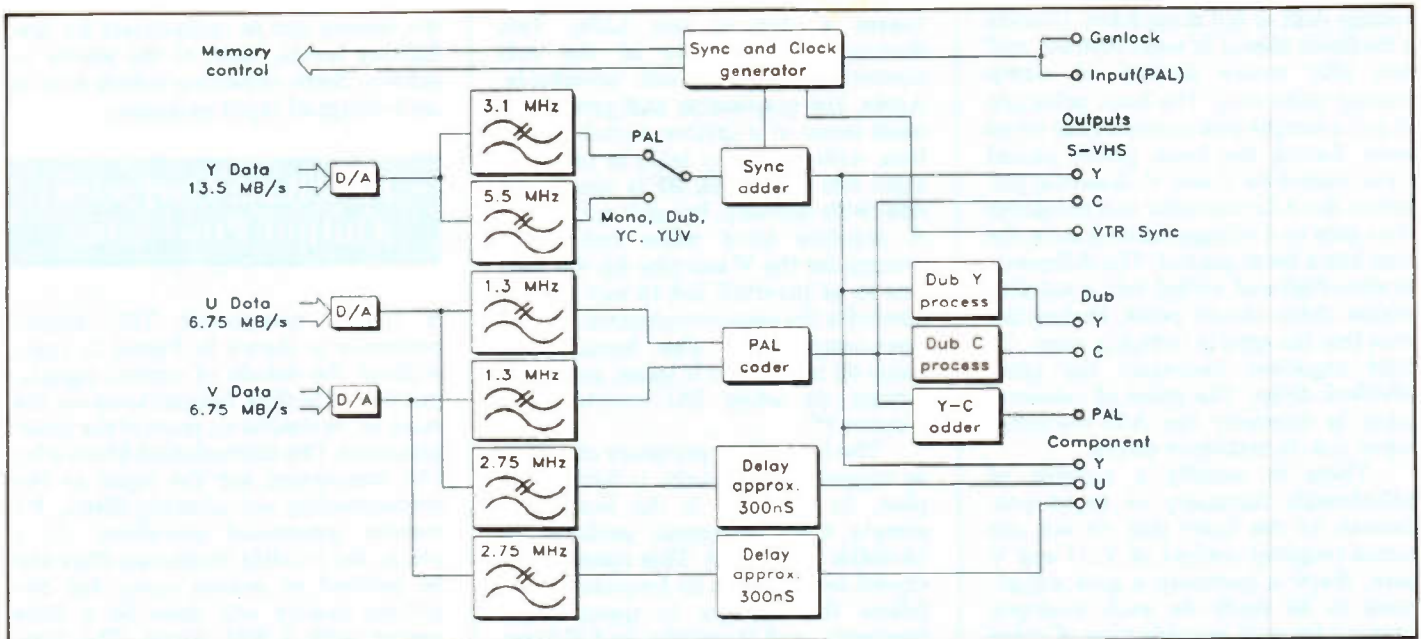 Memory
control
Sync and Clock
generator
Genlock
Input(PAL)
Outputs
S-VHS
Y
C
VTR Sync
Y Data
13.5 MB/s
D/A
3.1 MHz
5.5 MHz
PAL
Mono, Dub,
YC. YUV
Sync
adder
U Data
6.75 MB/s
D/A
1.3 MHz
V Data
6.75 MB/s
D/A
1.3 MHz
PAL
coder
Dub Y
process
Dub C
process
Y-C
adder
Dub
Y
C
PAL
Component
Y
U
V
2.75 MHz
Delay
approx.
300nS
2.75 MHz
Delay
approx.
300nS